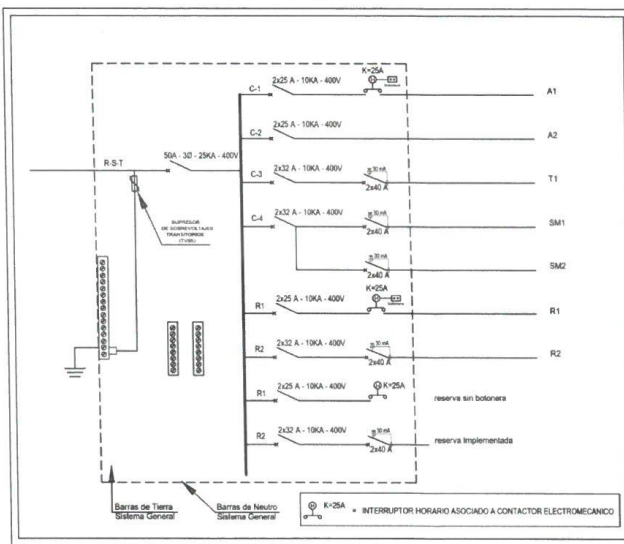 K=25A
2x25 A - 10KA - 400V
C-1
A1
2x25 A - 10KA - 400V
C-2
A2
50A - 3Ø - 25KA - 400V
R-S-T
2x32 A - 10KA - 400V
30 mA
C-3
2x40 A
T1
SUPRESOR
DE SOBREVOLTAJES
TRANSITORIOS
(TVSS)
2x32 A - 10KA - 400V
30 mA
C-4
2x40 A
SM1
30 mA
2x40 A
SM2
K=25A
2x25 A - 10KA - 400V
R1
R1
2x32 A - 10KA - 400V
30 mA
R2
2x40 A
R2
2x25 A - 10KA - 400V
K=25A
R1
reserva sin botonera
2x32 A - 10KA - 400V
30 mA
R2
2x40 A
reserva Implementada
Barras de Tierra
Sistema General
Barras de Neutro
Sistema General
K=25A = INTERRUPTOR HORARIO ASOCIADO A CONTACTOR ELECTROMECANICO